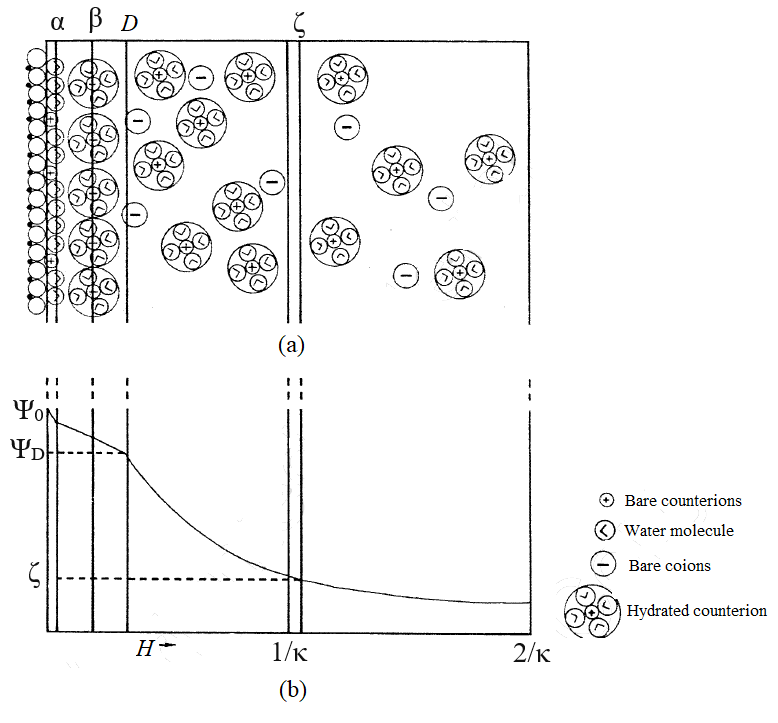 α β D ζ
(a)
Ψ0
ΨD
ζ
H → 1/κ 2/κ
(b)
Bare counterions
Water molecule
Bare coions
Hydrated counterion